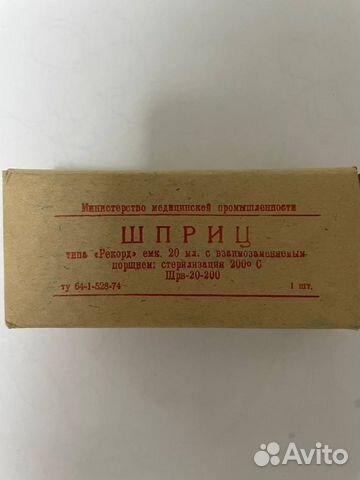 Министерство медицинской промышленности
ШПРИЦ
типа «Рекорд» емк. 20 мл. с взаимозаменяемым
поршнем: стерилизация 200о С
Шрв-20-200
ту 64-1-528-74 1 шт.
Avito